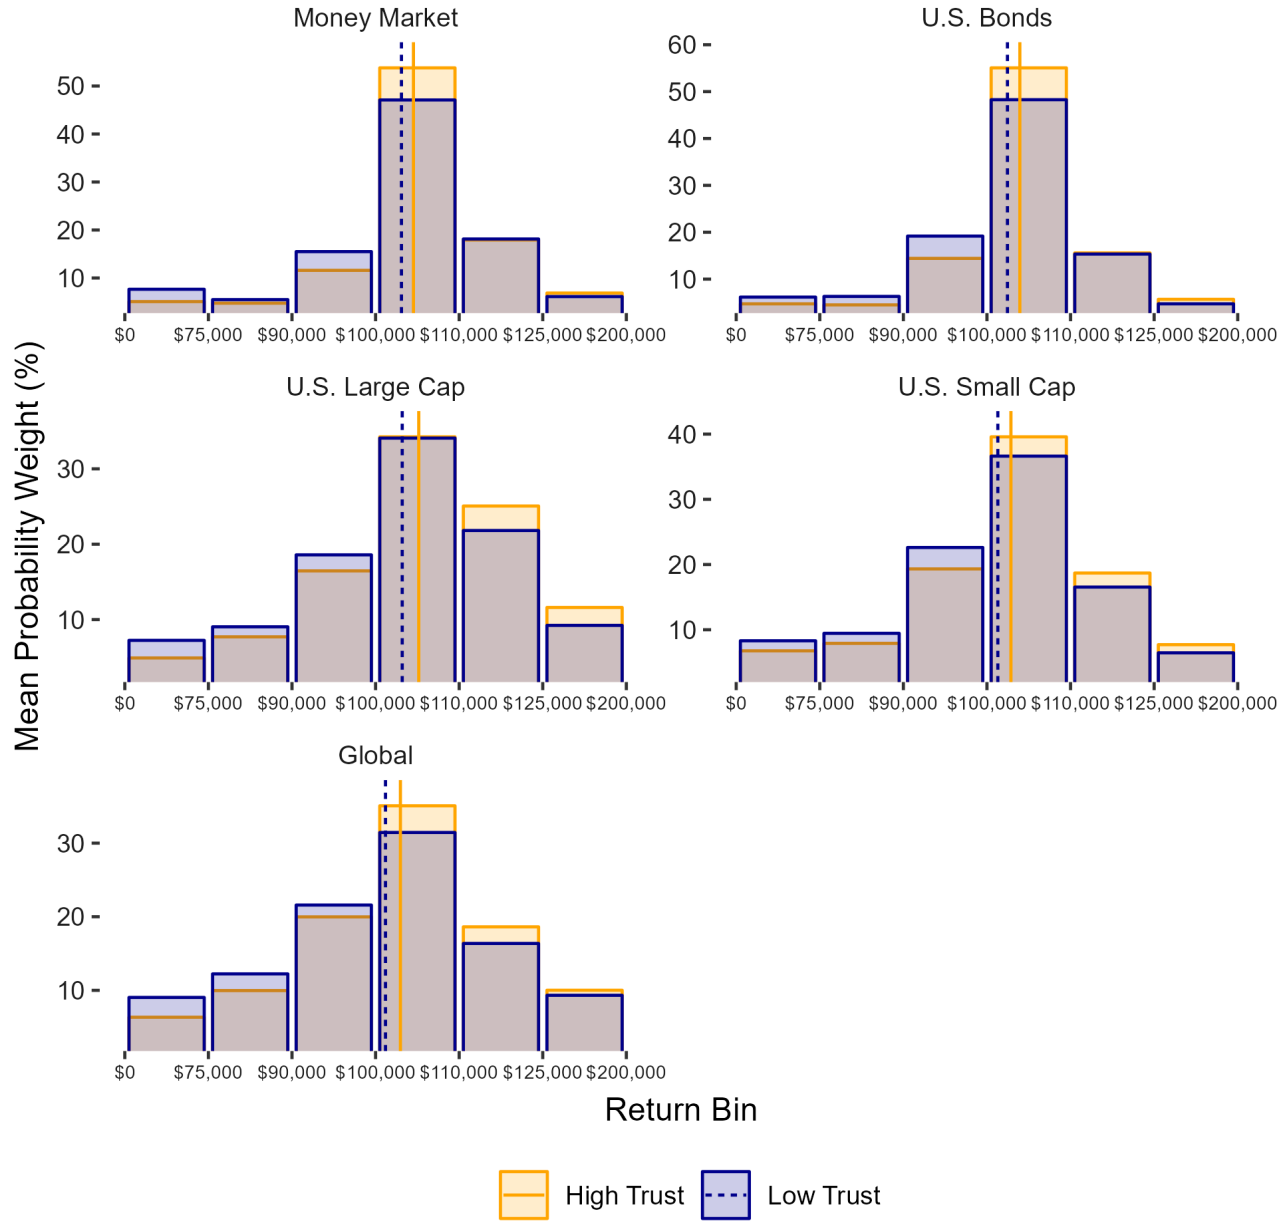 Money Market
U.S. Bonds
50
40
30
20
10
$0 $75,000 $90,000 $100,000 $110,000 $125,000 $200,000
60
50
40
30
20
10
$0 $75,000 $90,000 $100,000 $110,000 $125,000 $200,000
Mean Probability Weight (%)
U.S. Large Cap
U.S. Small Cap
30
20
10
$0 $75,000 $90,000 $100,000 $110,000 $125,000 $200,000
40
30
20
10
$0 $75,000 $90,000 $100,000 $110,000 $125,000 $200,000
Global
30
20
10
$0 $75,000 $90,000 $100,000 $110,000 $125,000 $200,000
Return Bin
High Trust Low Trust